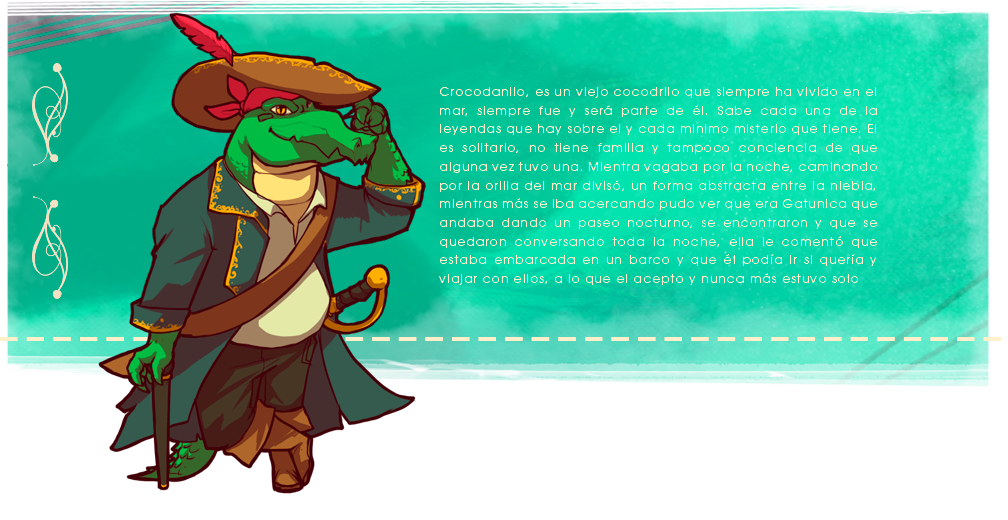 Crocodanilo, es un viejo cocodrilo que siempre ha vivido en el
mar, siempre fue y será parte de él. Sabe cada una de la
leyendas que hay sobre el y cada mínimo misterio que tiene. El
es solitario, no tiene familia y tampoco conciencia de que
alguna vez tuvo una. Mientra vagaba por la noche, caminando
por la orilla del mar divisó, un forma abstracta entre la niebla,
mientras más se iba acercando pudo ver que era Gatunica que
andaba dando un paseo nocturno, se encontraron y que se
quedaron conversando toda la noche, ella le comentó que
estaba embarcada en un barco y que él podía ir si quería y
viajar con ellos, a lo que el acepto y nunca más estuvo solo